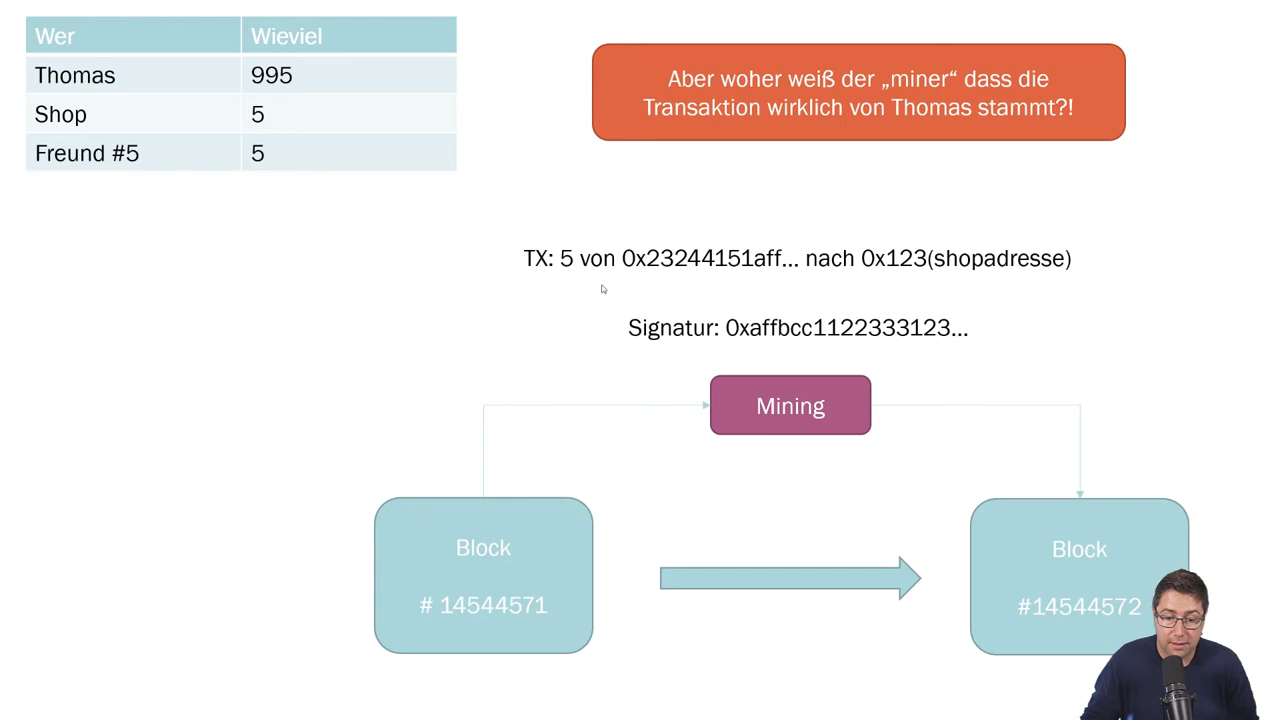 Wer Wieviel
Thomas 995
Shop 5
Freund #5 5
Aber woher weiß der „miner“ dass die
Transaktion wirklich von Thomas stammt?!
TX: 5 von 0x23244151aff... nach 0x123(shopadresse)
Signatur: 0xaffbcc1122333123...
Mining
Block
# 14544571
Block
#14544572